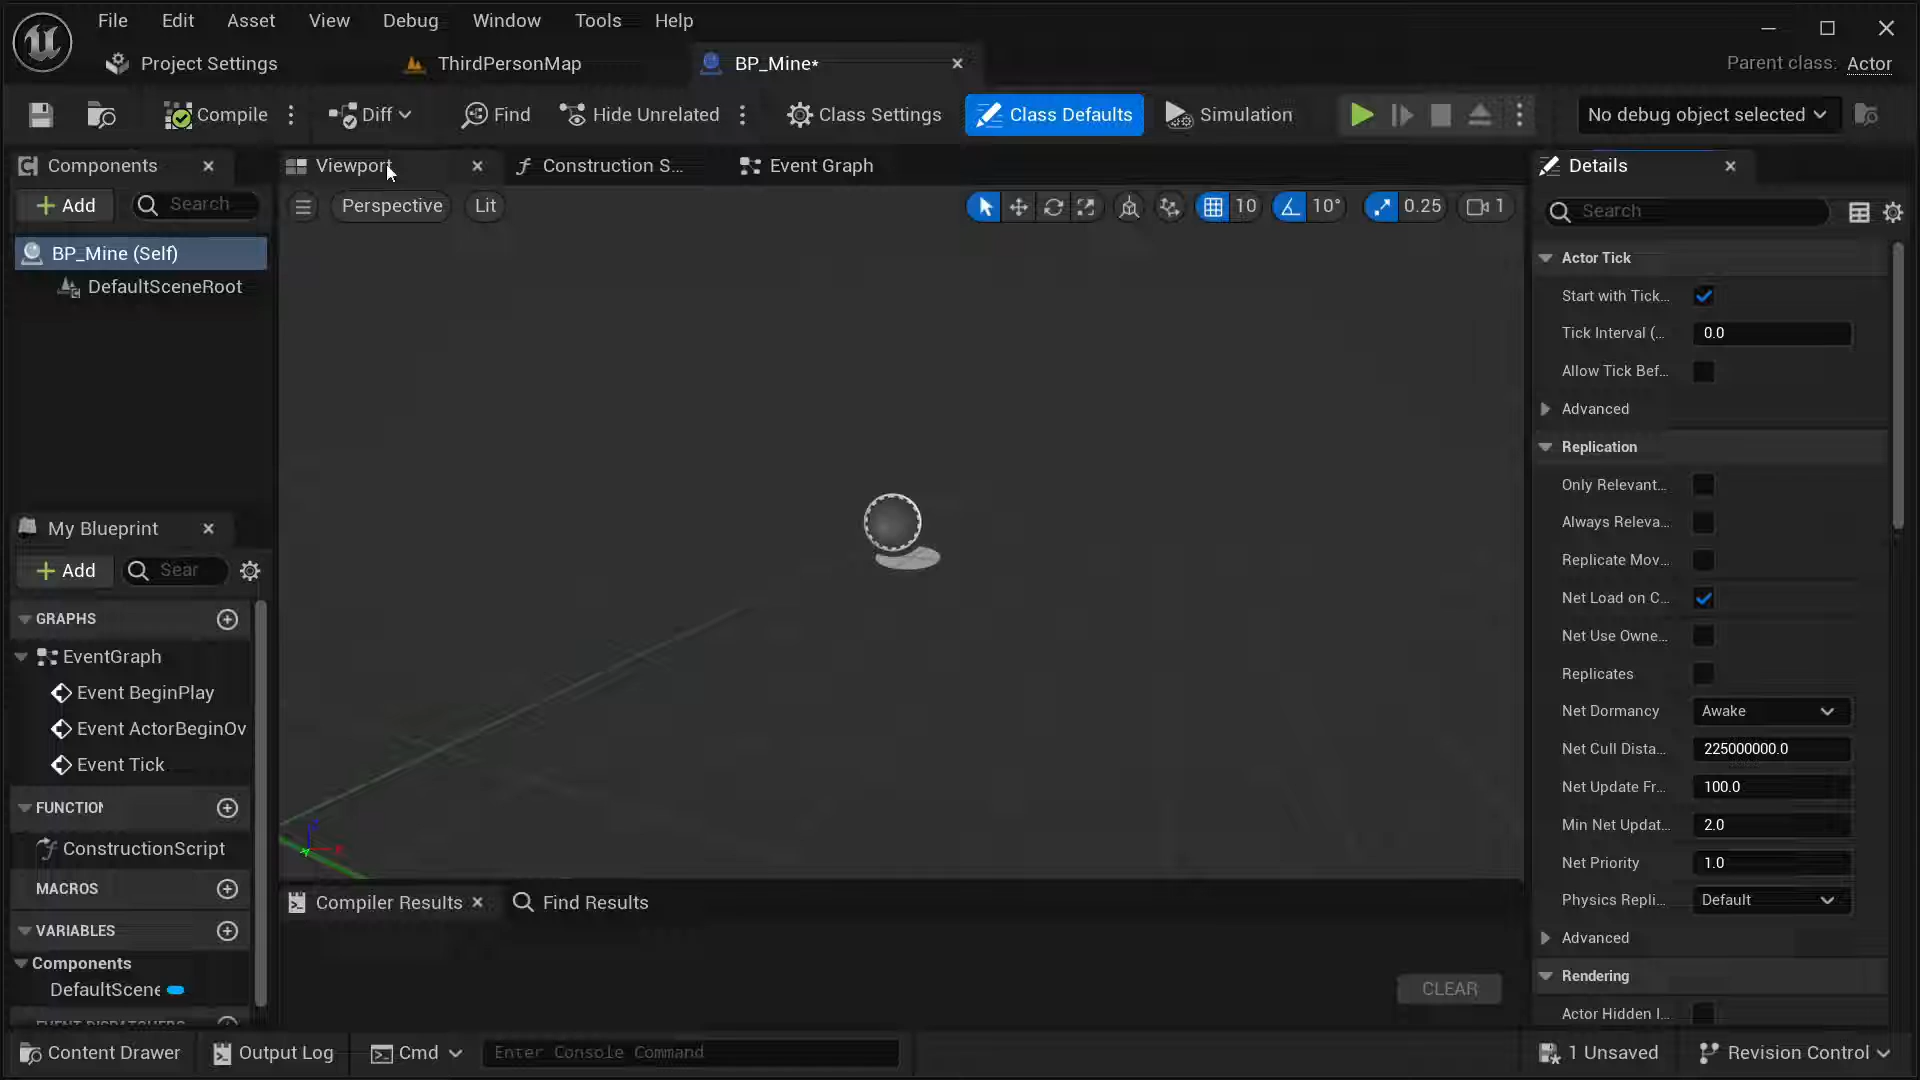 File Edit Asset View Debug Window Tools Help
Project Settings ThirdPersonMap BP_Mine*
Parent class: Actor
Compile Diff Find Hide Unrelated Class Settings Class Defaults Simulation No debug object selected
Components Viewport Construction S... Event Graph Details
Add Search Perspective Lit 10 10° 0.25 1 Search
BP_Mine (Self)
DefaultSceneRoot
My Blueprint
Add Sear
GRAPHS
EventGraph
Event BeginPlay
Event ActorBeginOv
Event Tick
FUNCTION
ConstructionScript
MACROS
VARIABLES
Components
DefaultScene
Compiler Results Find Results
CLEAR
Actor Tick
Start with Tick...
Tick Interval (... 0.0
Allow Tick Bef...
Advanced
Replication
Only Relevant...
Always Releva...
Replicate Mov...
Net Load on C...
Net Use Owne...
Replicates
Net Dormancy Awake
Net Cull Dista... 225000000.0
Net Update Fr... 100.0
Min Net Updat... 2.0
Net Priority 1.0
Physics Repli... Default
Advanced
Rendering
Actor Hidden I...
Content Drawer Output Log Cmd Enter Console Command 1 Unsaved Revision Control